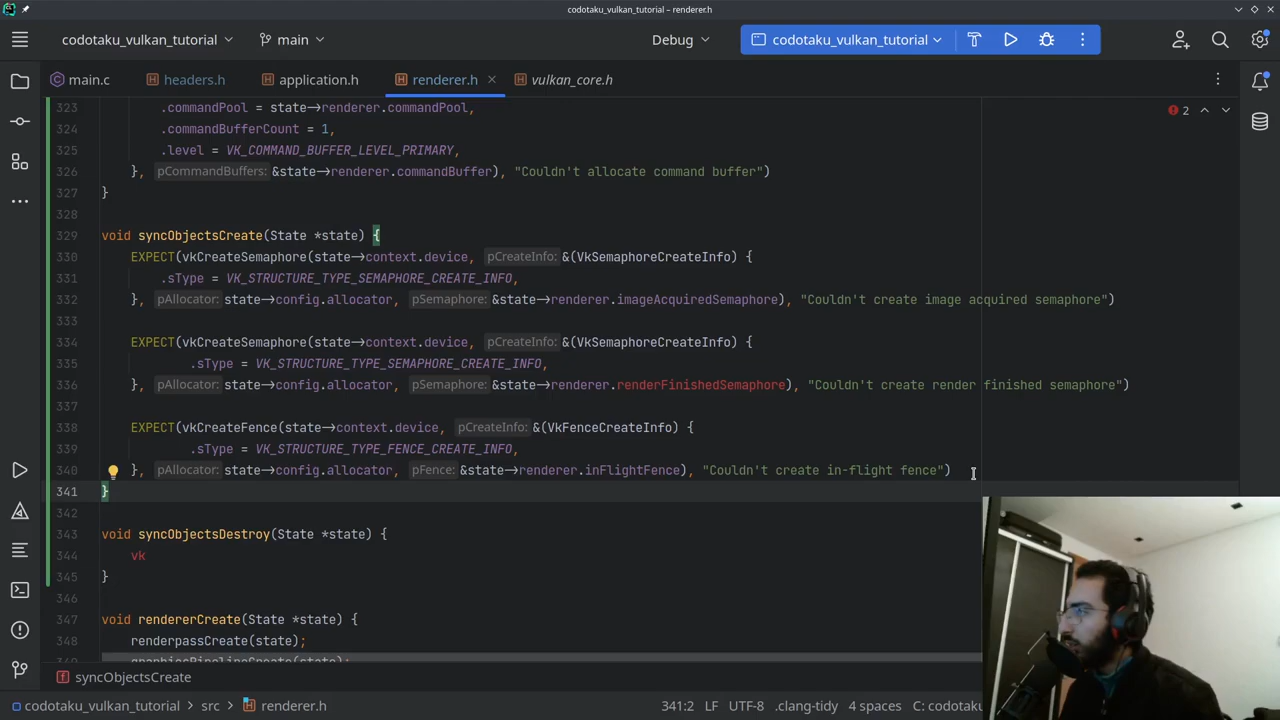 codotaku_vulkan_tutorial – renderer.h
codotaku_vulkan_tutorial main Debug codotaku_vulkan_tutorial
main.c headers.h application.h renderer.h vulkan_core.h
323 .commandPool = state->renderer.commandPool,
2
324 .commandBufferCount = 1,
325 .level = VK_COMMAND_BUFFER_LEVEL_PRIMARY,
326 }, pCommandBuffers: &state->renderer.commandBuffer), "Couldn't allocate command buffer")
327 }
328
329 void syncObjectsCreate(State *state) {
330 EXPECT(vkCreateSemaphore(state->context.device, pCreateInfo: &(VkSemaphoreCreateInfo) {
331 .sType = VK_STRUCTURE_TYPE_SEMAPHORE_CREATE_INFO,
332 }, pAllocator: state->config.allocator, pSemaphore: &state->renderer.imageAcquiredSemaphore), "Couldn't create image acquired semaphore")
333
334 EXPECT(vkCreateSemaphore(state->context.device, pCreateInfo: &(VkSemaphoreCreateInfo) {
335 .sType = VK_STRUCTURE_TYPE_SEMAPHORE_CREATE_INFO,
336 }, pAllocator: state->config.allocator, pSemaphore: &state->renderer.renderFinishedSemaphore), "Couldn't create render finished semaphore")
337
338 EXPECT(vkCreateFence(state->context.device, pCreateInfo: &(VkFenceCreateInfo) {
339 .sType = VK_STRUCTURE_TYPE_FENCE_CREATE_INFO,
340 }, pAllocator: state->config.allocator, pFence: &state->renderer.inFlightFence), "Couldn't create in-flight fence")
341 }
342
343 void syncObjectsDestroy(State *state) {
344 vk
345 }
346
347 void rendererCreate(State *state) {
348 renderpassCreate(state);
349 graphicsPipelineCreate(state);
f syncObjectsCreate
codotaku_vulkan_tutorial > src > renderer.h 341:2 LF UTF-8 .clang-tidy 4 spaces C: codotaku